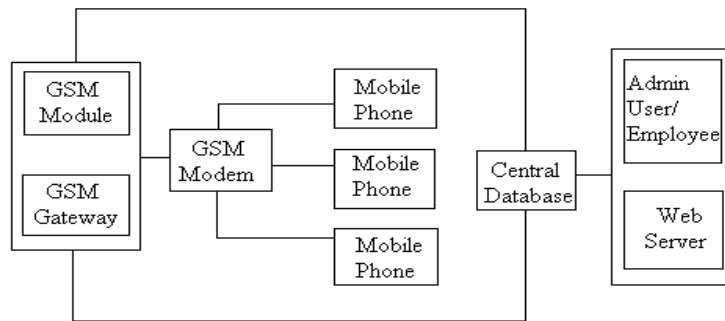 GSM
Module
GSM
Gateway
GSM
Modem
Mobile
Phone
Mobile
Phone
Mobile
Phone
Central
Database
Admin
User/
Employee
Web
Server